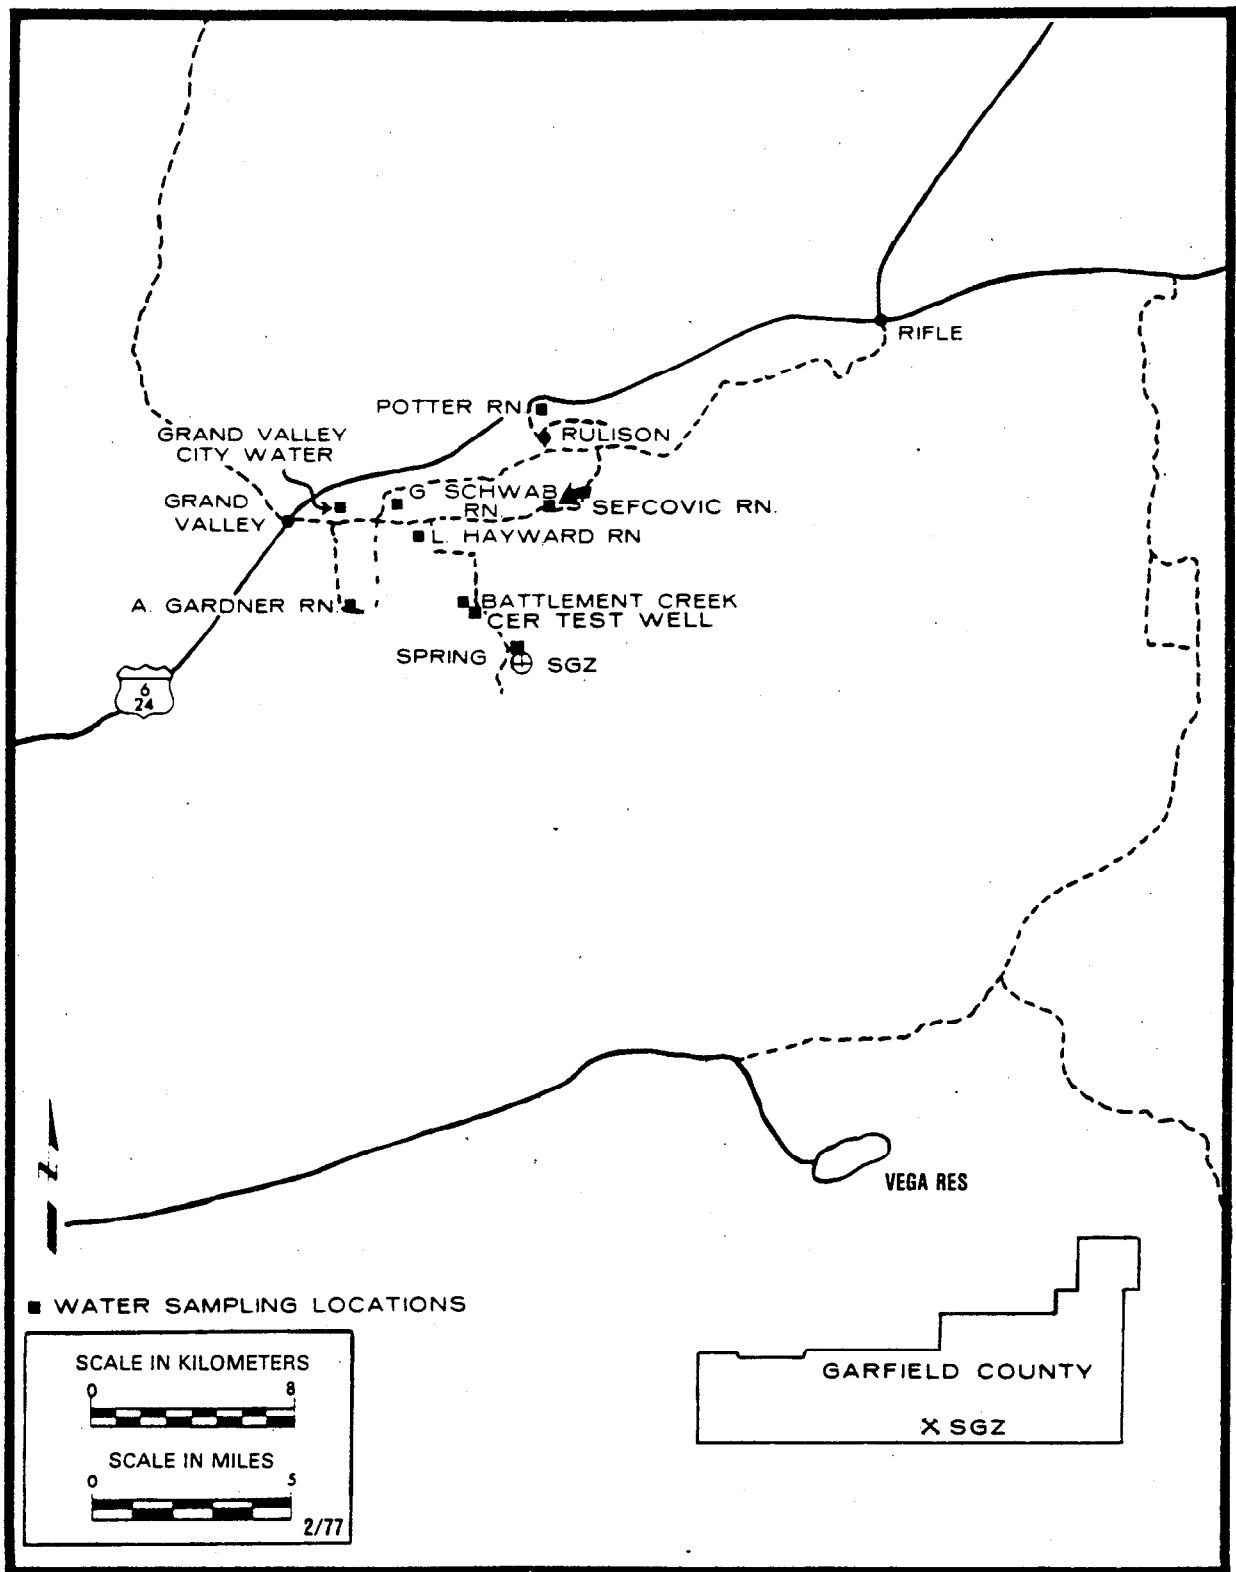 RIFLE
POTTER RN
RULISON
GRAND VALLEY
CITY WATER
GRAND
VALLEY
G SCHWAB
RN.
SEFCOVIC RN.
L. HAYWARD RN
A. GARDNER RN.
BATTLEMENT CREEK
CER TEST WELL
SPRING
SGZ
6
24
N
VEGA RES
WATER SAMPLING LOCATIONS
SCALE IN KILOMETERS
0 8
SCALE IN MILES
0 5
2/77
GARFIELD COUNTY
SGZ